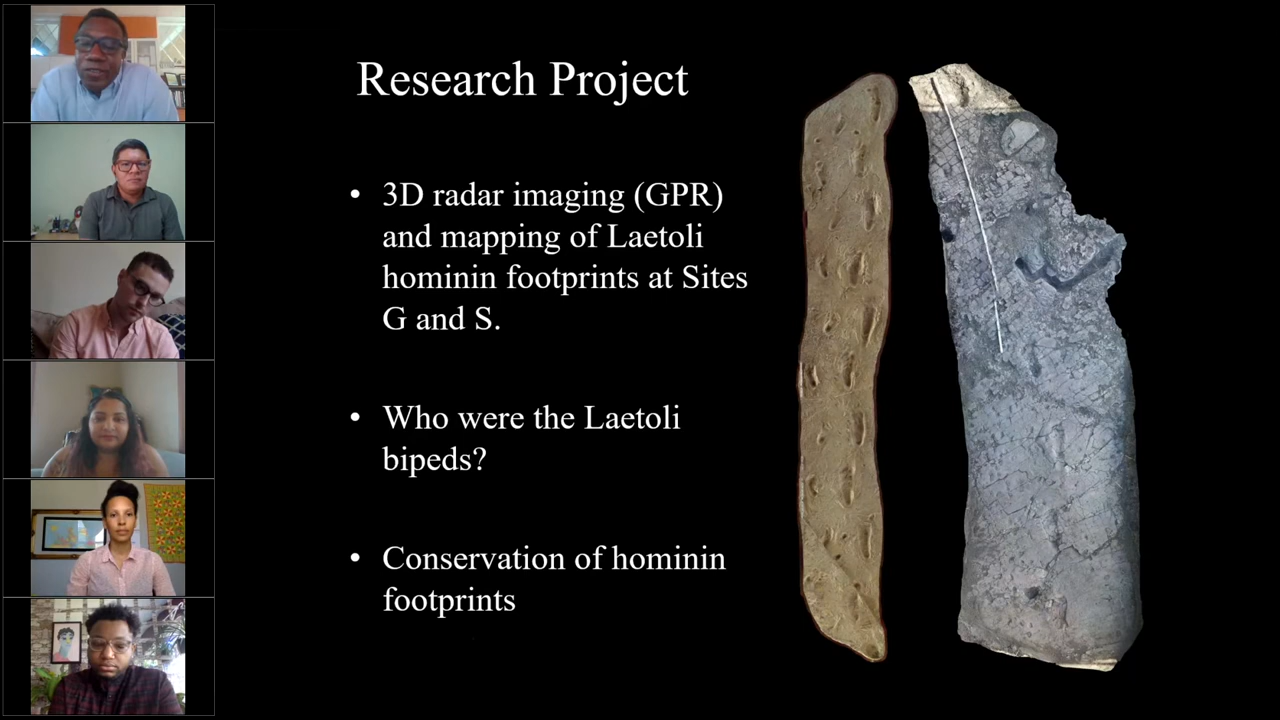 Research Project
• 3D radar imaging (GPR)
and mapping of Laetoli
hominin footprints at Sites
G and S.
• Who were the Laetoli
bipeds?
• Conservation of hominin
footprints